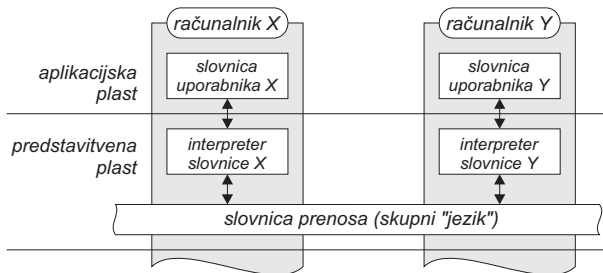 računalnik X
računalnik Y
aplikacijska
plast
slovnica
uporabnika X
slovnica
uporabnika Y
predstavitvena
plast
interpreter
slovnice X
interpreter
slovnice Y
slovnica prenosa (skupni "jezik")